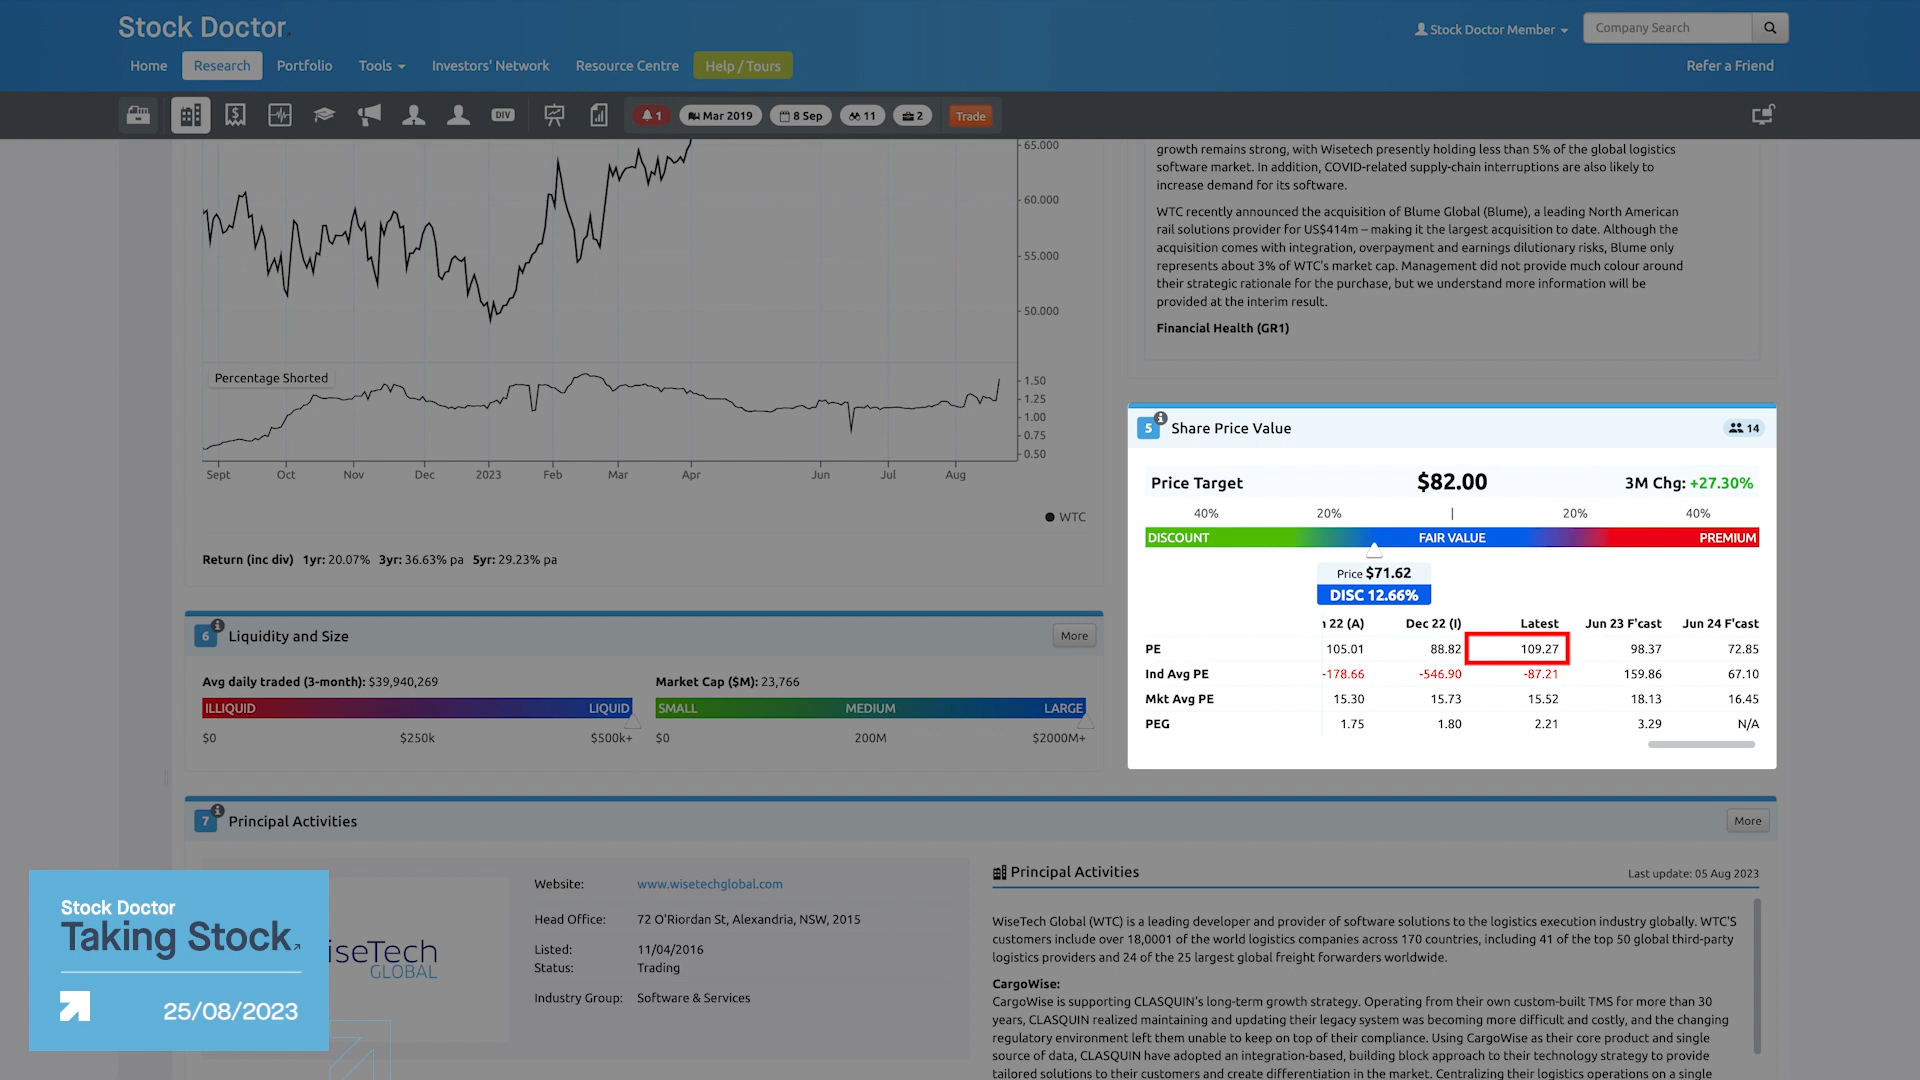 Stock Doctor
Stock Doctor Member
Company Search
Home
Research
Portfolio
Tools
Investors' Network
Resource Centre
Help / Tours
Refer a Friend
DIV
1
Mar 2019
8 Sep
11
2
Trade
65.000
60.000
55.000
50.000
Percentage Shorted
1.50
1.25
1.00
0.75
0.50
Sept
Oct
Nov
Dec
2023
Feb
Mar
Apr
Jun
Jul
Aug
WTC
Return (inc div) 1yr: 20.07% 3yr: 36.63% pa 5yr: 29.23% pa
growth remains strong, with Wisetech presently holding less than 5% of the global logistics
software market. In addition, COVID-related supply-chain interruptions are also likely to
increase demand for its software.
WTC recently announced the acquisition of Blume Global (Blume), a leading North American
rail solutions provider for US$414m – making it the largest acquisition to date. Although the
acquisition comes with integration, overpayment and earnings dilutionary risks, Blume only
represents about 3% of WTC's market cap. Management did not provide much colour around
their strategic rationale for the purchase, but we understand more information will be
provided at the interim result.
Financial Health (GR1)
5
Share Price Value
14
Price Target
$82.00
3M Chg: +27.30%
40%
20%
20%
40%
DISCOUNT
FAIR VALUE
PREMIUM
Price $71.62
DISC 12.66%
22 (A) Dec 22 (I) Latest Jun 23 F'cast Jun 24 F'cast
PE 105.01 88.82 109.27 98.37 72.85
Ind Avg PE -178.66 -546.90 -87.21 159.86 67.10
Mkt Avg PE 15.30 15.73 15.52 18.13 16.45
PEG 1.75 1.80 2.21 3.29 N/A
6
Liquidity and Size
More
Avg daily traded (3-month): $39,940,269
ILLIQUID
LIQUID
$0
$250k
$500k+
Market Cap ($M): 23,766
SMALL
MEDIUM
LARGE
$0
200M
$2000M+
7
Principal Activities
More
Website: www.wisetechglobal.com
Head Office: 72 O'Riordan St, Alexandria, NSW, 2015
Listed: 11/04/2016
Status: Trading
Industry Group: Software & Services
Principal Activities
Last update: 05 Aug 2023
WiseTech Global (WTC) is a leading developer and provider of software solutions to the logistics execution industry globally. WTC'S
customers include over 18,0001 of the world logistics companies across 170 countries, including 41 of the top 50 global third-party
logistics providers and 24 of the 25 largest global freight forwarders worldwide.
CargoWise:
CargoWise is supporting CLASQUIN's long-term growth strategy. Operating from their own custom-built TMS for more than 30
years, CLASQUIN realized maintaining and updating their legacy system was becoming more difficult and costly, and the changing
regulatory environment left them unable to keep on top of their compliance. Using CargoWise as their core product and single
source of data, CLASQUIN have adopted an integration-based, building block approach to their technology strategy to provide
tailored solutions to their customers and create differentiation in the market. Centralizing their logistics operations on a single
iseTech
GLOBAL
Stock Doctor
Taking Stock.
25/08/2023